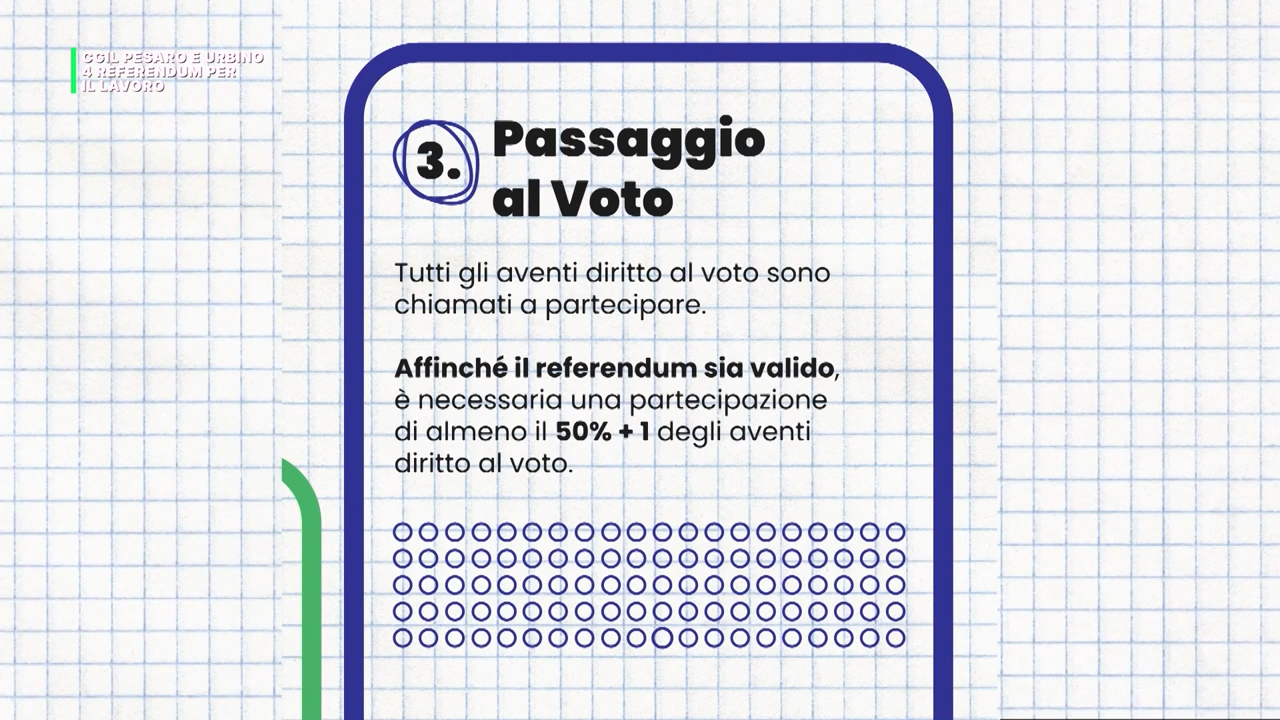 CGIL PESARO E URBINO
4 REFERENDUM PER
IL LAVORO
3. Passaggio
al Voto
Tutti gli aventi diritto al voto sono
chiamati a partecipare.
Affinché il referendum sia valido,
è necessaria una partecipazione
di almeno il 50% + 1 degli aventi
diritto al voto.